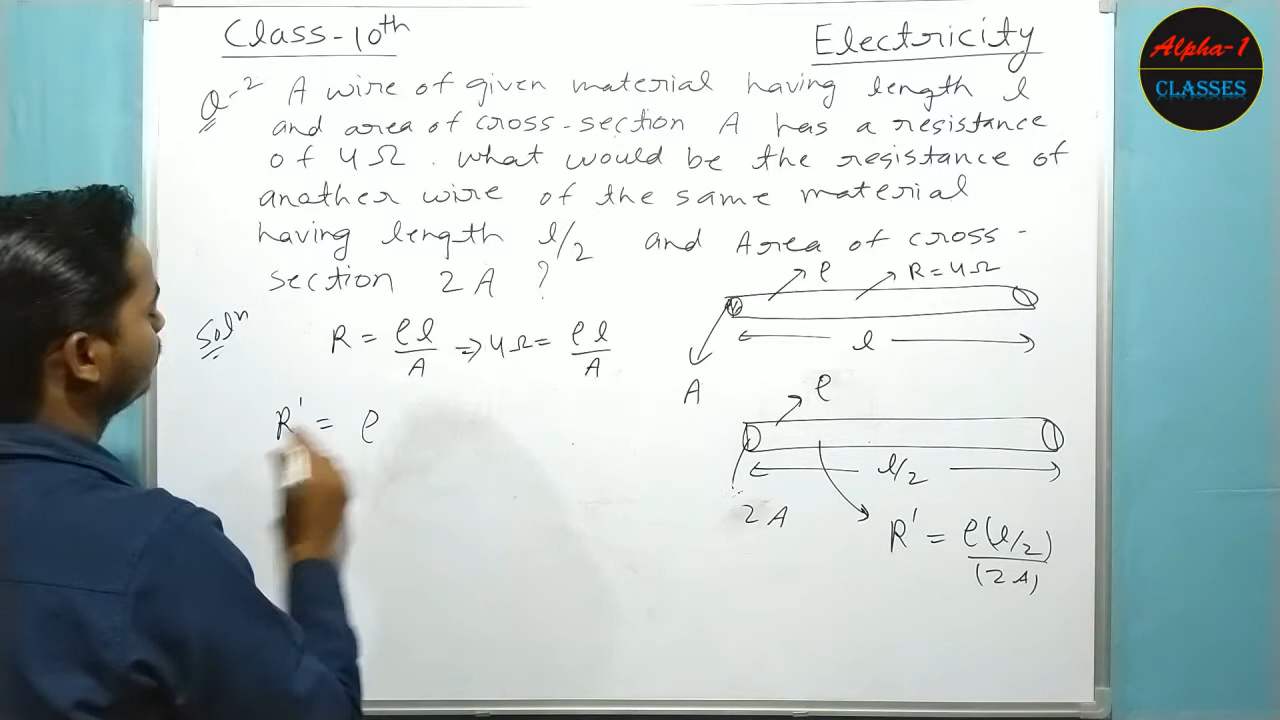 Class-10th
Electricity
Alpha-1
CLASSES
Q-2 A wire of given material having length l
and area of cross-section A has a resistance
of 4Ω. what would be the resistance of
another wire of the same material
having length l/2 and Area of cross-
section 2A ?
ρ R=4Ω
Solⁿ R = ρl/A ⇒ 4Ω = ρl/A
l
A
ρ
R' = ρ
l/2
2A
R' = ρ(l/2)/(2A)